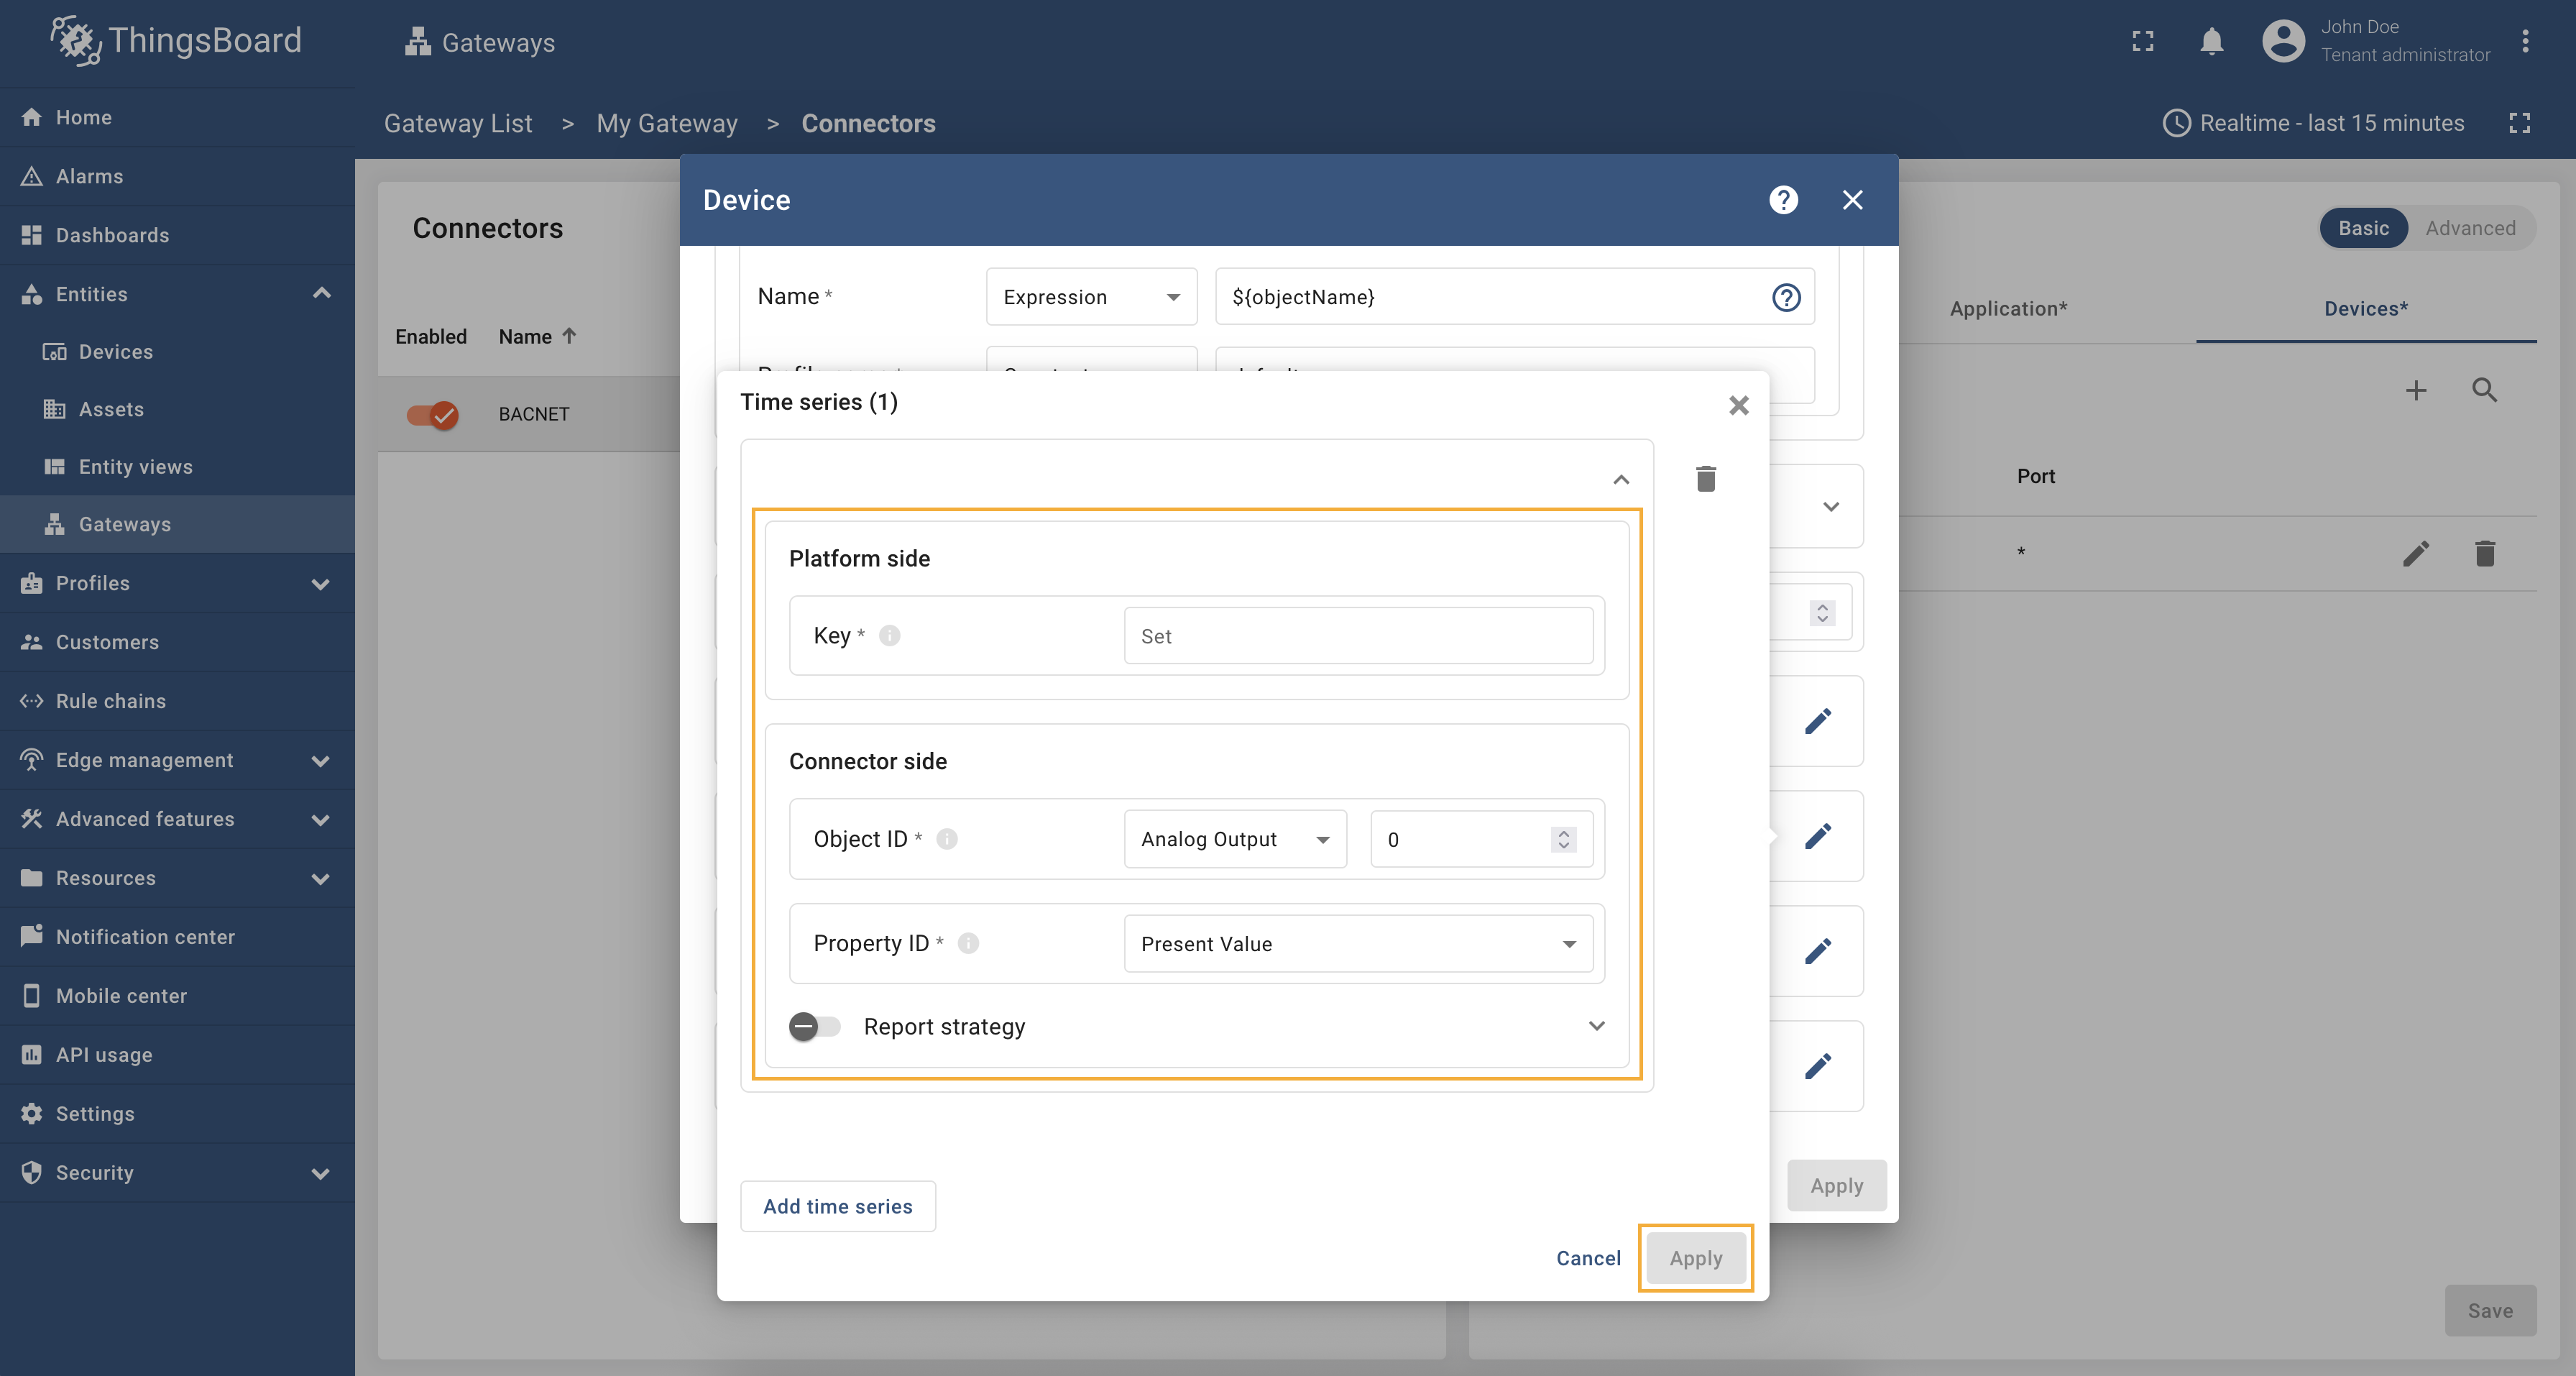 ThingsBoard
Gateways
John Doe
Tenant administrator
Gateway List > My Gateway > Connectors
Realtime - last 15 minutes
Home
Alarms
Dashboards
Entities
Devices
Assets
Entity views
Gateways
Profiles
Customers
Rule chains
Edge management
Advanced features
Resources
Notification center
Mobile center
API usage
Settings
Security
Connectors
Enabled
Name
BACNET
Basic
Advanced
Application*
Devices*
Port
*
Save
Device
Name *
Expression
${objectName}
Apply
Time series (1)
Platform side
Key *
Set
Connector side
Object ID *
Analog Output
0
Property ID *
Present Value
Report strategy
Add time series
Cancel
Apply